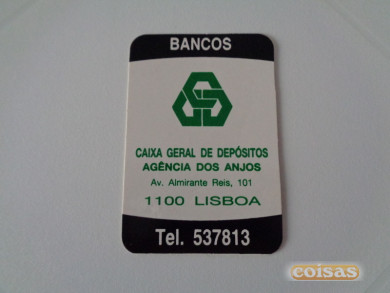 BANCOS
CAIXA GERAL DE DEPÓSITOS
AGÊNCIA DOS ANJOS
Av. Almirante Reis, 101
1100 LISBOA
Tel. 537813
coisas